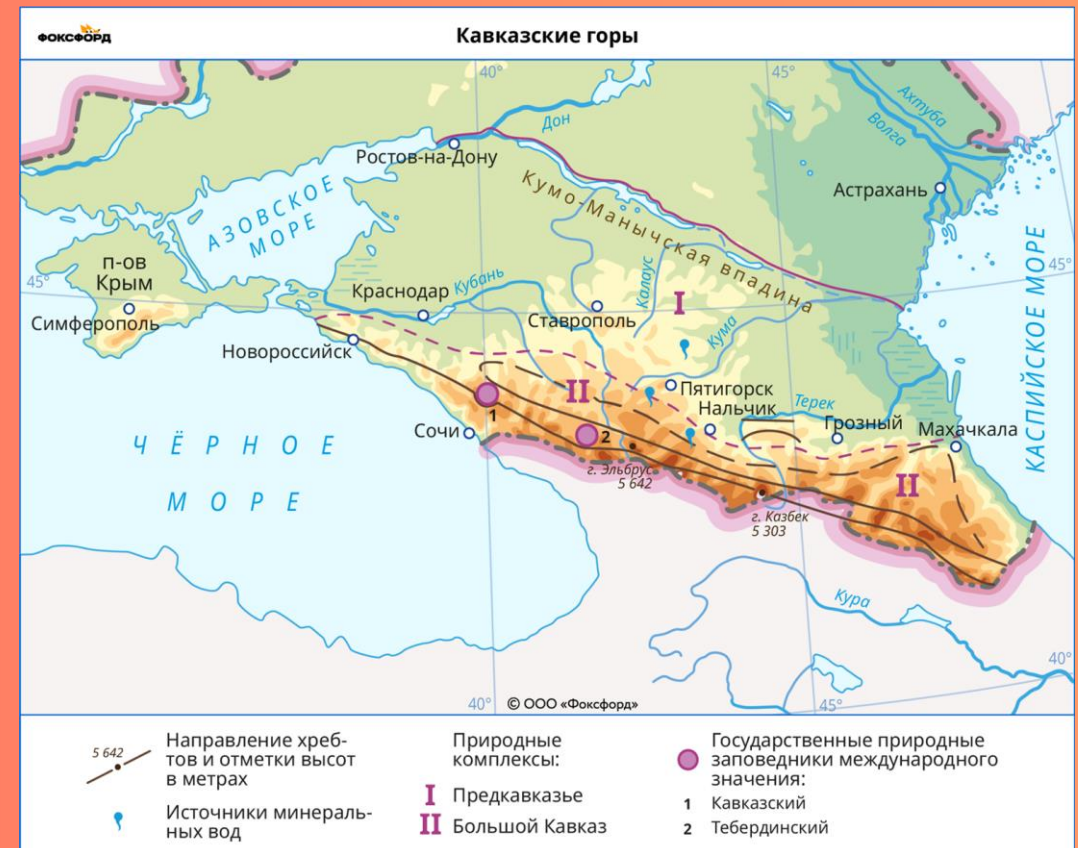 ФОКСФОРД
Кавказские горы
40°
45°
Дон
Ахтуба
Волга
Ростов-на-Дону
Астрахань
АЗОВСКОЕ
МОРЕ
Кумо-Манычская впадина
п-ов
Крым
45°
45°
Калаус
I
Краснодар
Кубань
Ставрополь
Кума
Симферополь
Новороссийск
КАСПИЙСКОЕ МОРЕ
II
Пятигорск
Нальчик
Терек
Грозный
Махачкала
1
Сочи
2
ЧЁРНОЕ
МОРЕ
г. Эльбрус
5 642
II
г. Казбек
5 303
Кура
40°
40°
© ООО «Фоксфорд»
45°
5 642
Направление хреб-
тов и отметки высот
в метрах
Источники минераль-
ных вод
Природные
комплексы:
I Предкавказье
II Большой Кавказ
Государственные природные
заповедники международного
значения:
1 Кавказский
2 Тебердинский